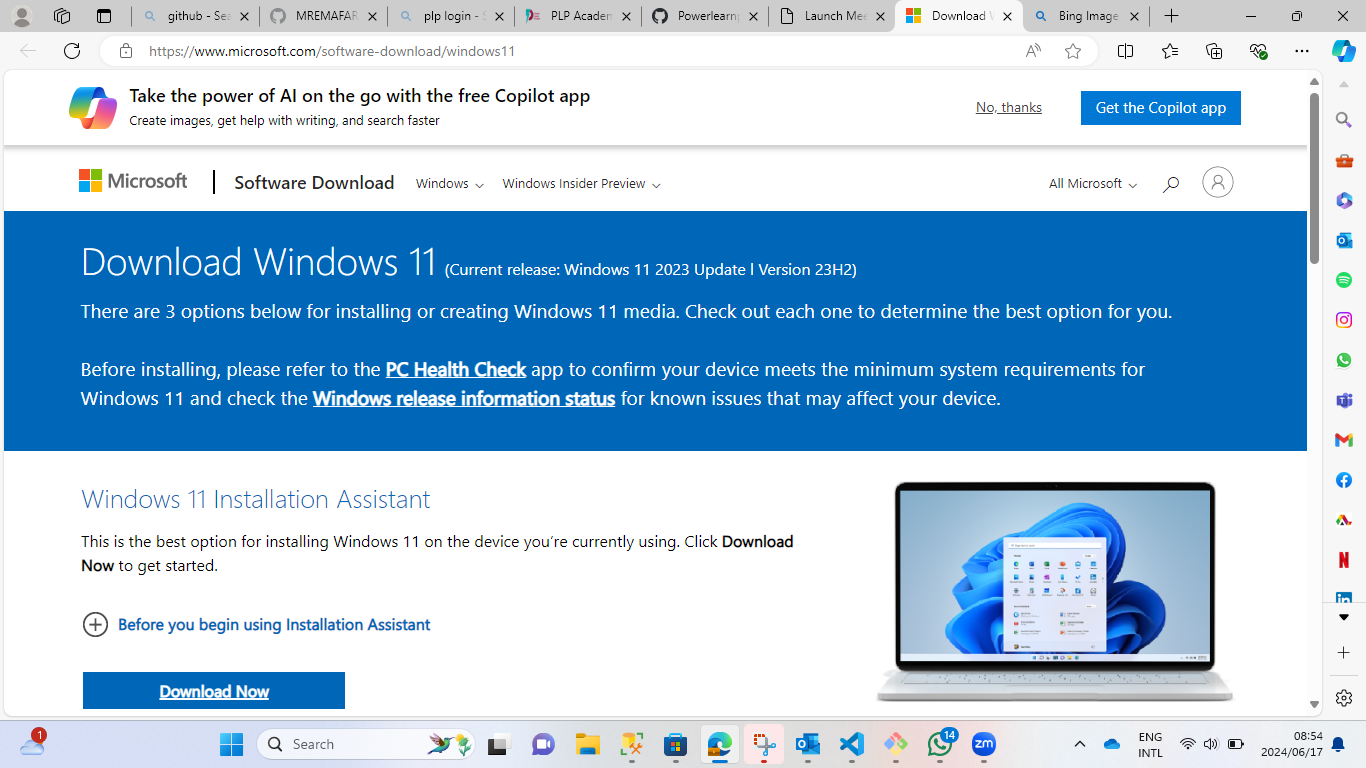 github - Sea
MREMAFAR
plp login - S
PLP Academ
Powerlearnp
Launch Mee
Download W
Bing Image
https://www.microsoft.com/software-download/windows11
Take the power of AI on the go with the free Copilot app
Create images, get help with writing, and search faster
No, thanks
Get the Copilot app
Microsoft
Software Download
Windows
Windows Insider Preview
All Microsoft
Download Windows 11 (Current release: Windows 11 2023 Update l Version 23H2)
There are 3 options below for installing or creating Windows 11 media. Check out each one to determine the best option for you.
Before installing, please refer to the PC Health Check app to confirm your device meets the minimum system requirements for
Windows 11 and check the Windows release information status for known issues that may affect your device.
Windows 11 Installation Assistant
This is the best option for installing Windows 11 on the device you’re currently using. Click Download
Now to get started.
Before you begin using Installation Assistant
Download Now
1
Search
14
zm
ENG
INTL
08:54
2024/06/17